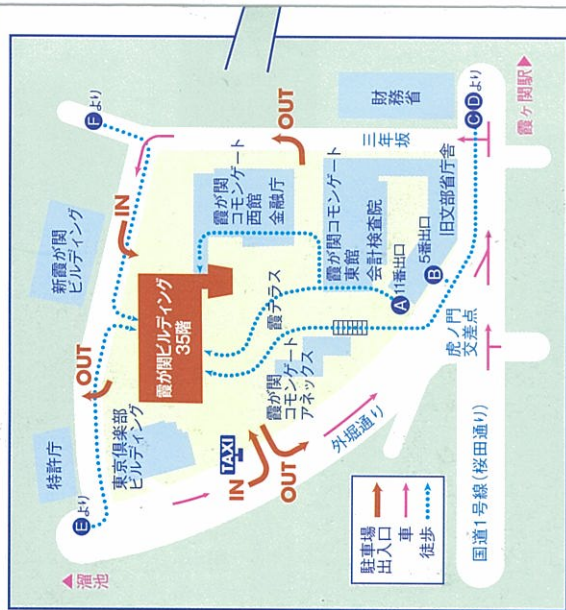 溜池
Eより
特許庁
OUT
新霞が関
ビルディング
IN
Fより
東京倶楽部
ビルディング
霞が関ビルディング
35階
霞が関
コモンゲート
西館
金融庁
OUT
TAXI
IN
OUT
霞テラス
霞が関
コモンゲート
アネックス
霞が関コモンゲート
東館
会計検査院
A 11番出口
B 5番出口
旧文部省庁舎
三年坂
財務省
外堀通り
虎ノ門
交差点
国道1号線(桜田通り)
C Dより
霞ヶ関駅
駐車場
出入口
車
徒歩